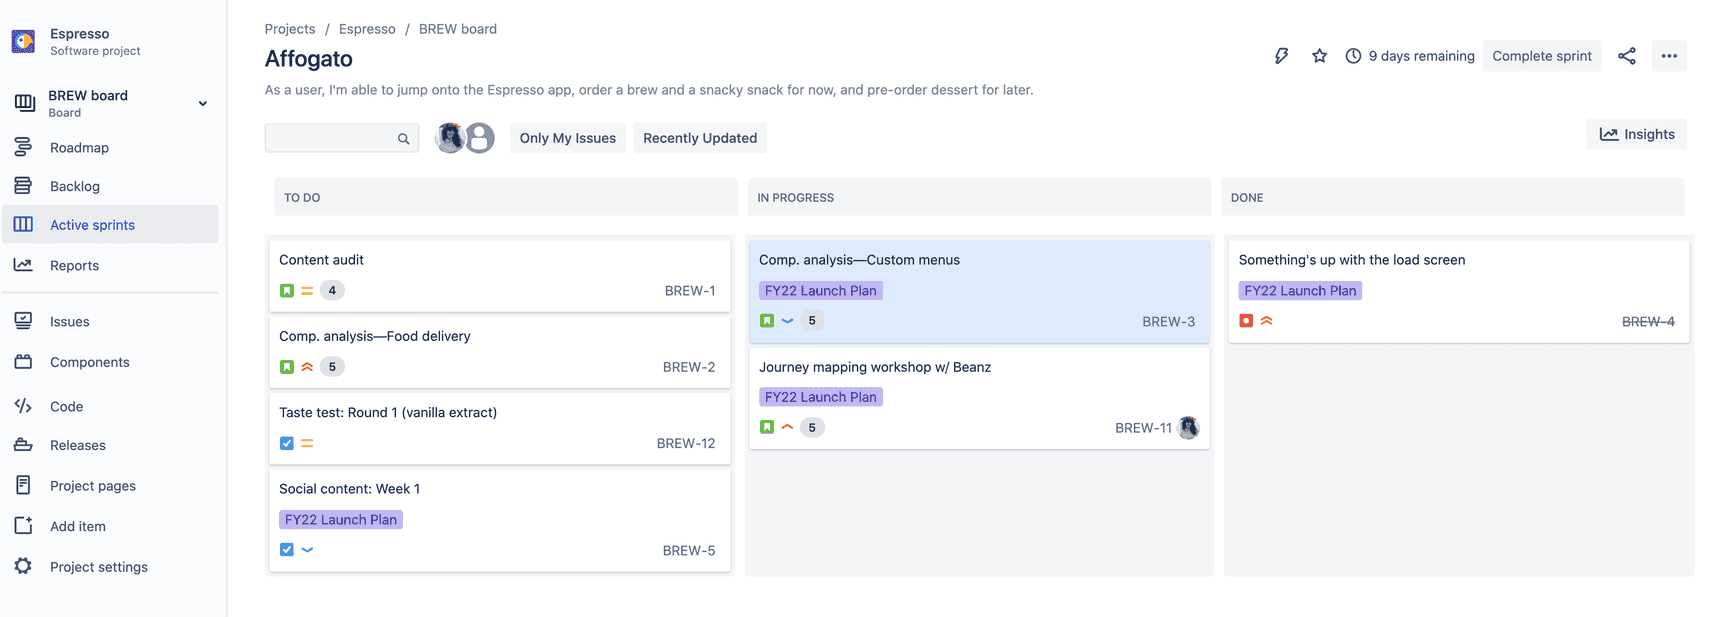 Espresso
Software project
BREW board
Board
Roadmap
Backlog
Active sprints
Reports
Issues
Components
Code
Releases
Project pages
Add item
Project settings
Projects / Espresso / BREW board
Affogato
9 days remaining
Complete sprint
As a user, I'm able to jump onto the Espresso app, order a brew and a snacky snack for now, and pre-order dessert for later.
Only My Issues
Recently Updated
Insights
TO DO
Content audit
4
BREW-1
Comp. analysis—Food delivery
5
BREW-2
Taste test: Round 1 (vanilla extract)
BREW-12
Social content: Week 1
FY22 Launch Plan
BREW-5
IN PROGRESS
Comp. analysis—Custom menus
FY22 Launch Plan
5
BREW-3
Journey mapping workshop w/ Beanz
FY22 Launch Plan
5
BREW-11
DONE
Something's up with the load screen
FY22 Launch Plan
BREW-4